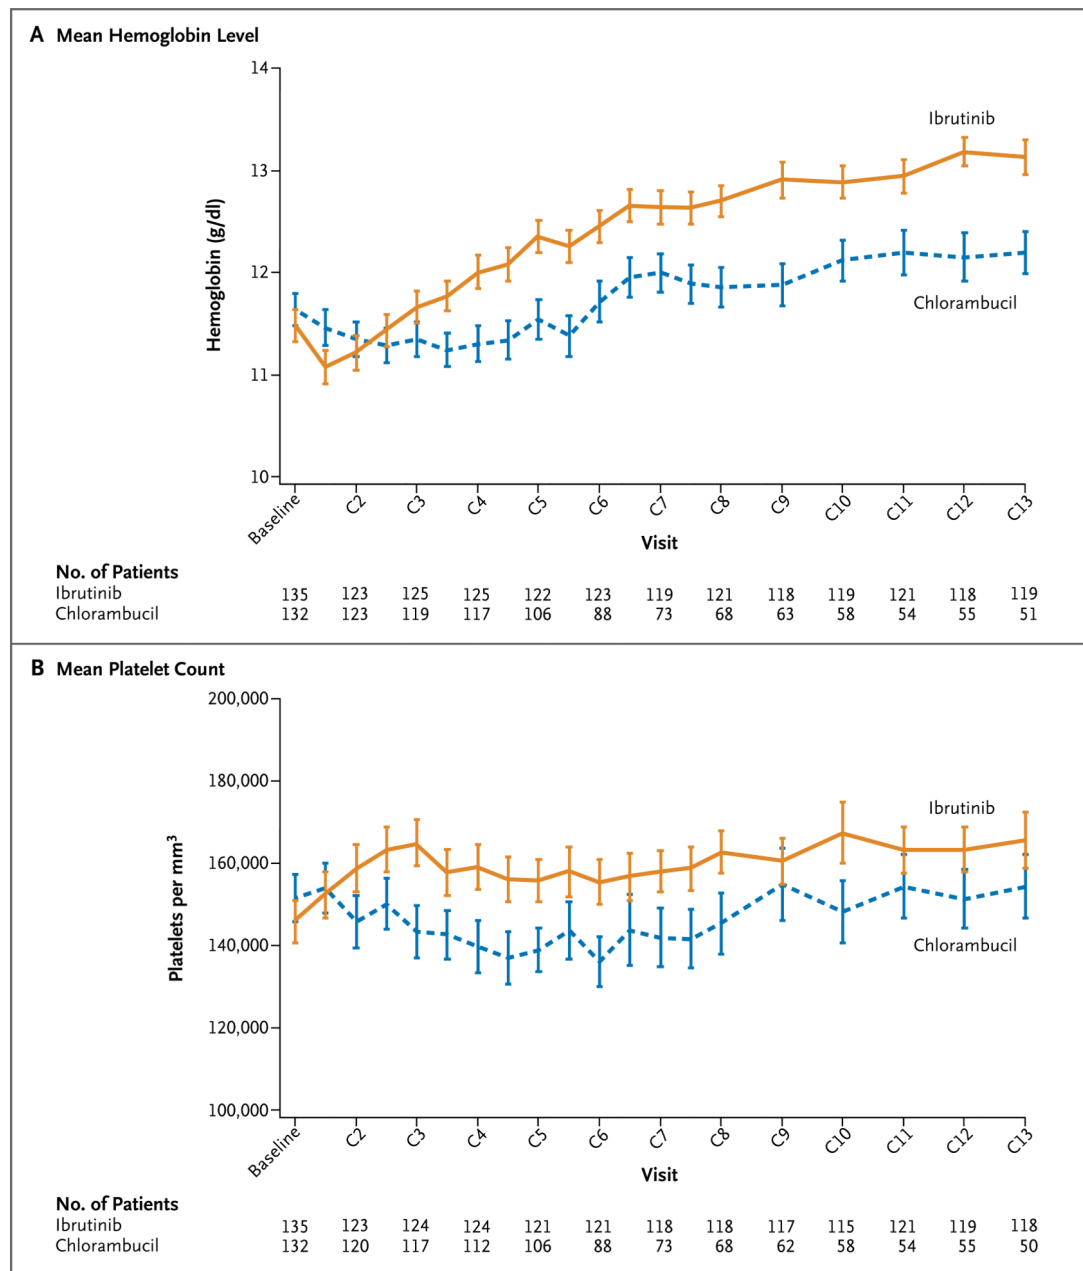 A Mean Hemoglobin Level
14
13
12
11
10
Hemoglobin (g/dl)
Ibrutinib
Chlorambucil
Baseline C2 C3 C4 C5 C6 C7 C8 C9 C10 C11 C12 C13
Visit
No. of Patients
Ibrutinib 135 123 125 125 122 123 119 121 118 119 121 118 119
Chlorambucil 132 123 119 117 106 88 73 68 63 58 54 55 51
B Mean Platelet Count
200,000
180,000
160,000
140,000
120,000
100,000
Platelets per mm³
Ibrutinib
Chlorambucil
Baseline C2 C3 C4 C5 C6 C7 C8 C9 C10 C11 C12 C13
Visit
No. of Patients
Ibrutinib 135 123 124 124 121 121 118 118 117 115 121 119 118
Chlorambucil 132 120 117 112 106 88 73 68 62 58 54 55 50